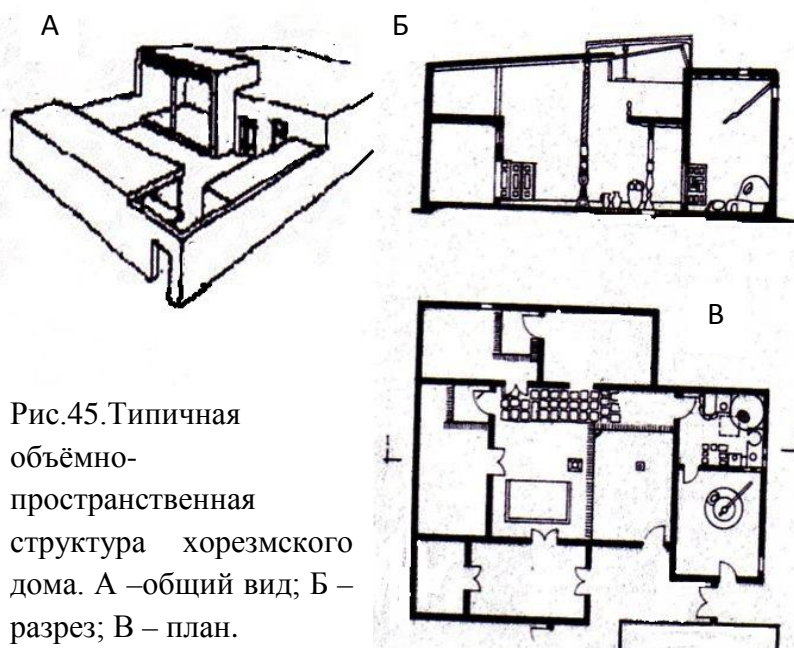 А
Б
В
Рис.45.Типичная
объёмно-
пространственная
структура хорезмского
дома. А –общий вид; Б –
разрез; В – план.